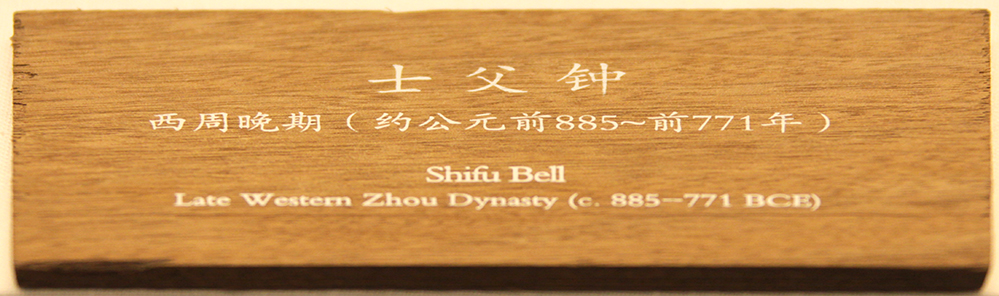 士父钟
西周晚期（约公元前885~前771年）
Shifu Bell
Late Western Zhou Dynasty (c. 885--771 BCE)